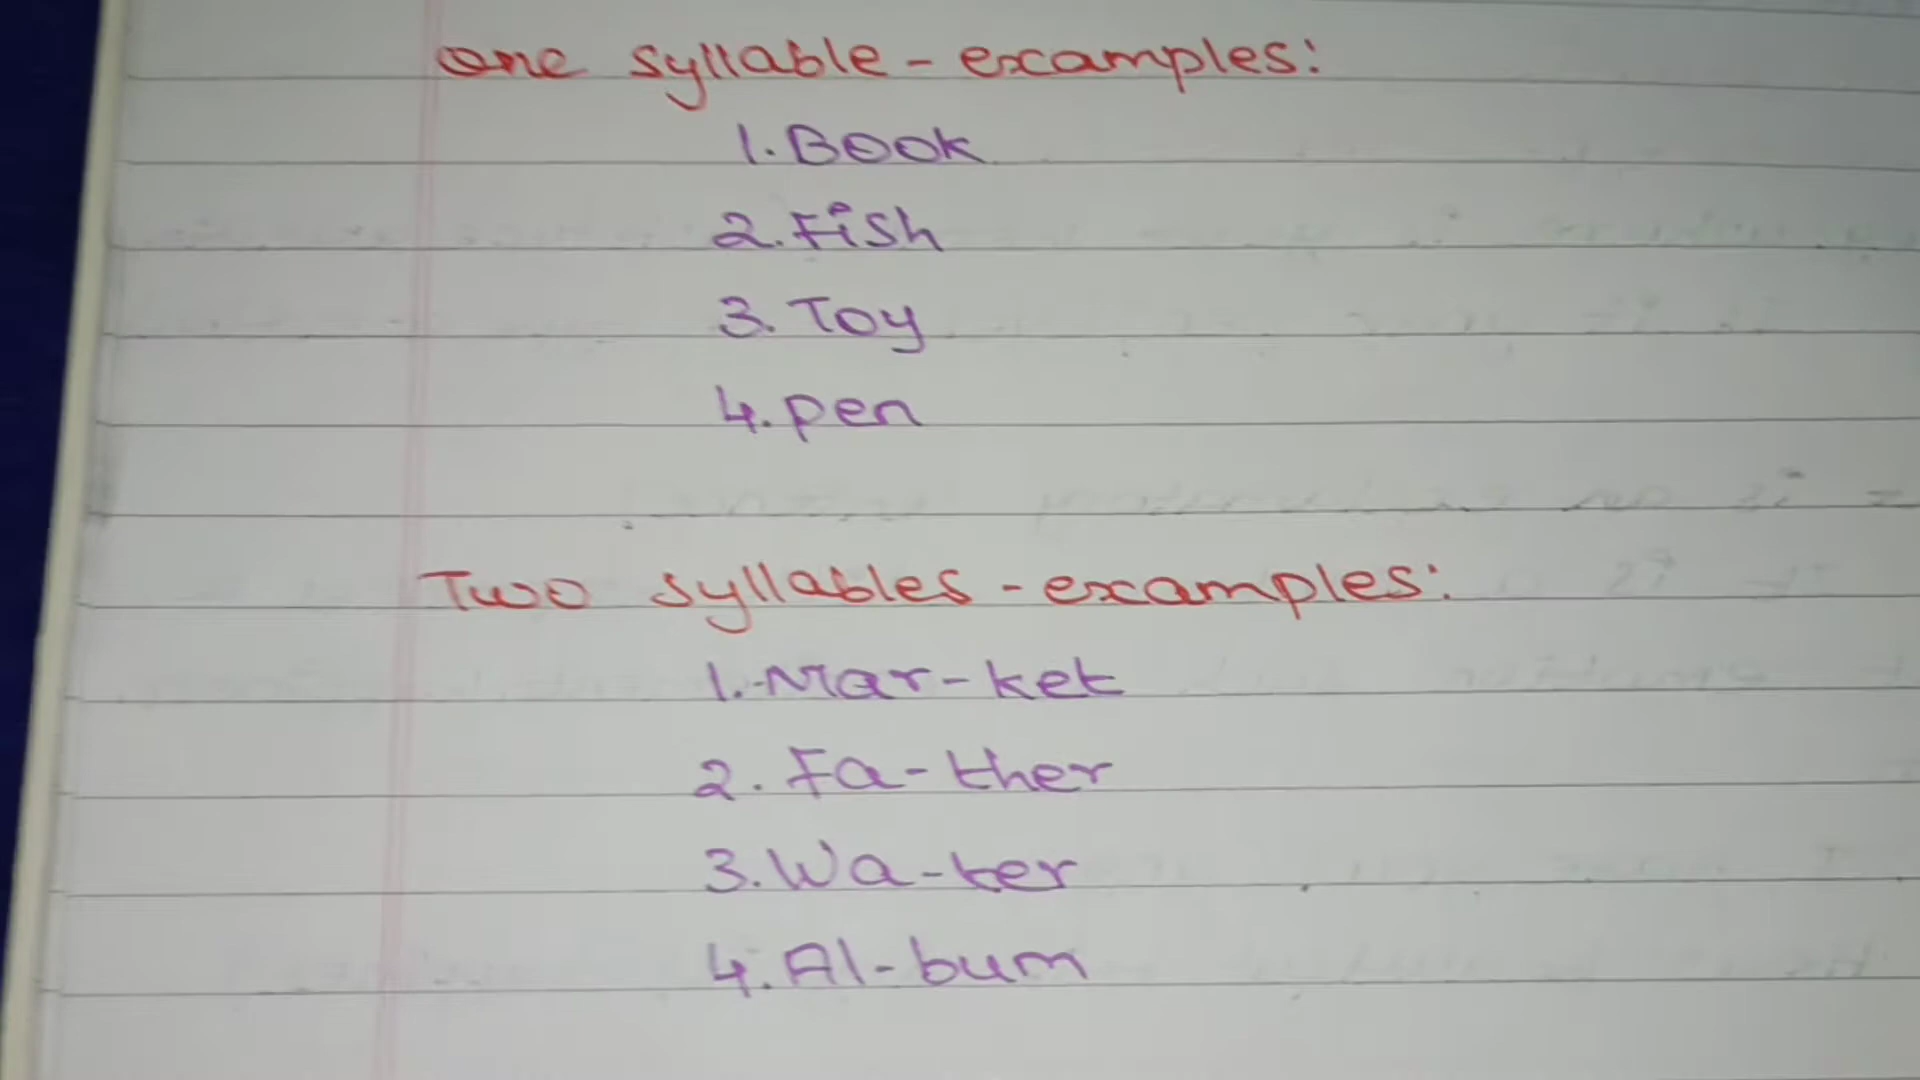 one syllable - examples:
1. Book
2. Fish
3. Toy
4. pen
Two syllables - examples:
1. Mar - ket
2. Fa - ther
3. Wa - ter
4. Al - bum